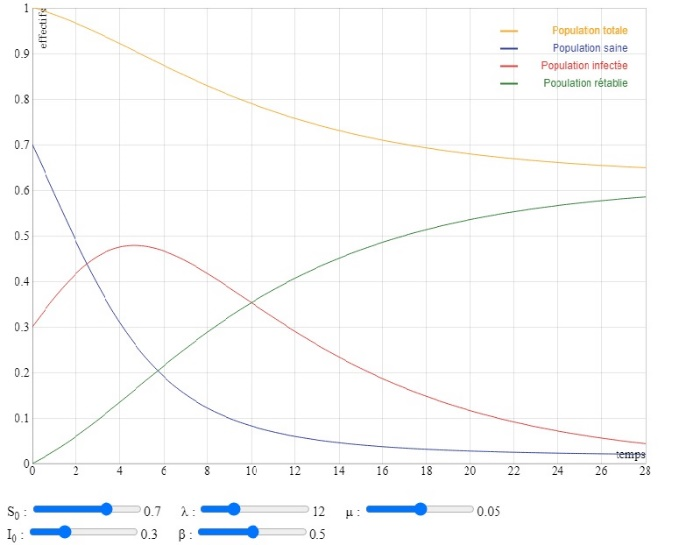 effectifs
1
0.9
0.8
0.7
0.6
0.5
0.4
0.3
0.2
0.1
0
Population totale
Population saine
Population infectée
Population rétablie
temps
0 2 4 6 8 10 12 14 16 18 20 22 24 26 28
S0 : 0.7 λ : 12 μ : 0.05
I0 : 0.3 β : 0.5